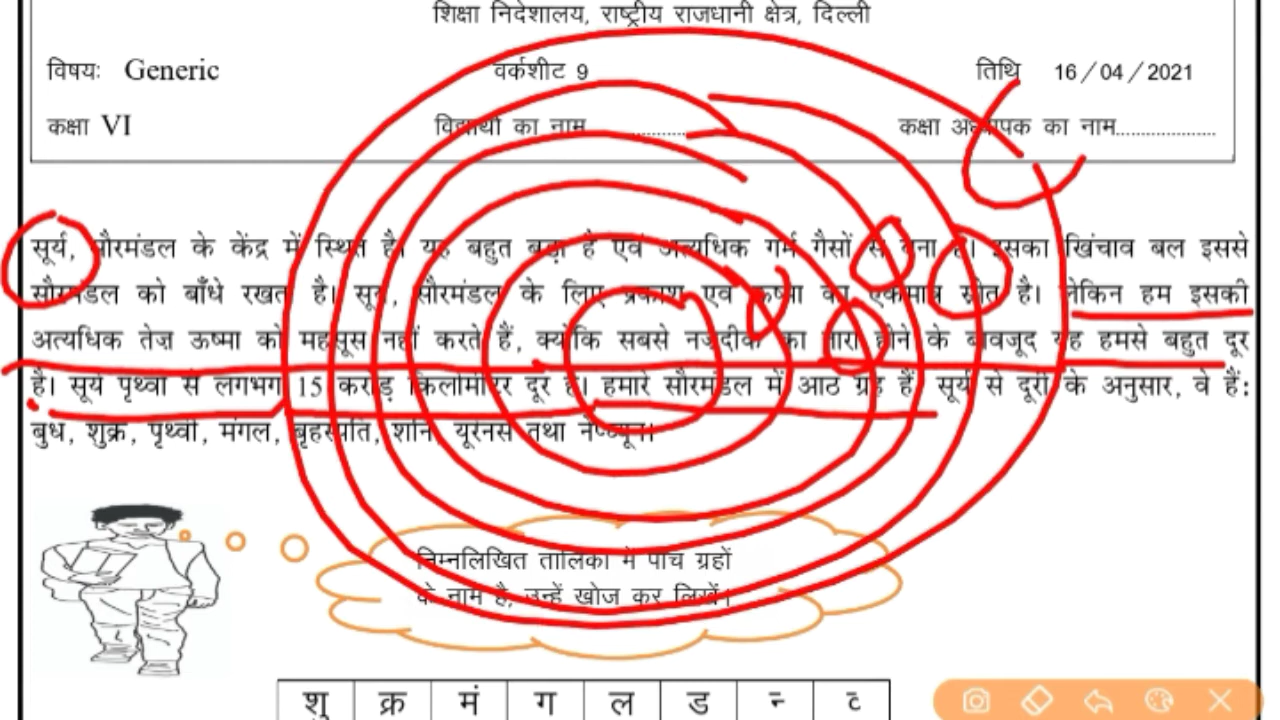 शिक्षा निदेशालय, राष्ट्रीय राजधानी क्षेत्र, दिल्ली
विषयः Generic वर्कशीट 9 तिथि 16 / 04 / 2021
कक्षा VI विद्यार्थी का नाम.................. कक्षा अध्यापक का नाम....................
सूर्य, सौरमंडल के केंद्र में स्थित है। यह बहुत बड़ा है एवं अत्यधिक गर्म गैसों से बना है। इसका खिंचाव बल इससे
सौरमंडल को बाँधे रखता है। सूर्य, सौरमंडल के लिए प्रकाश एवं ऊष्मा का एकमात्र स्रोत है। लेकिन हम इसकी
अत्यधिक तेज़ ऊष्मा को महसूस नहीं करते हैं, क्योंकि सबसे नज़दीक का तारा होने के बावजूद यह हमसे बहुत दूर
है। सूर्य पृथ्वी से लगभग 15 करोड़ किलोमीटर दूर है। हमारे सौरमंडल में आठ ग्रह हैं। सूर्य से दूरी के अनुसार, वे हैं:
बुध, शुक्र, पृथ्वी, मंगल, बृहस्पति, शनि, यूरेनस तथा नेप्च्यून।
निम्नलिखित तालिका में पांच ग्रहों
के नाम है, उन्हें खोज कर लिखें।
शु क्र मं ग ल ड